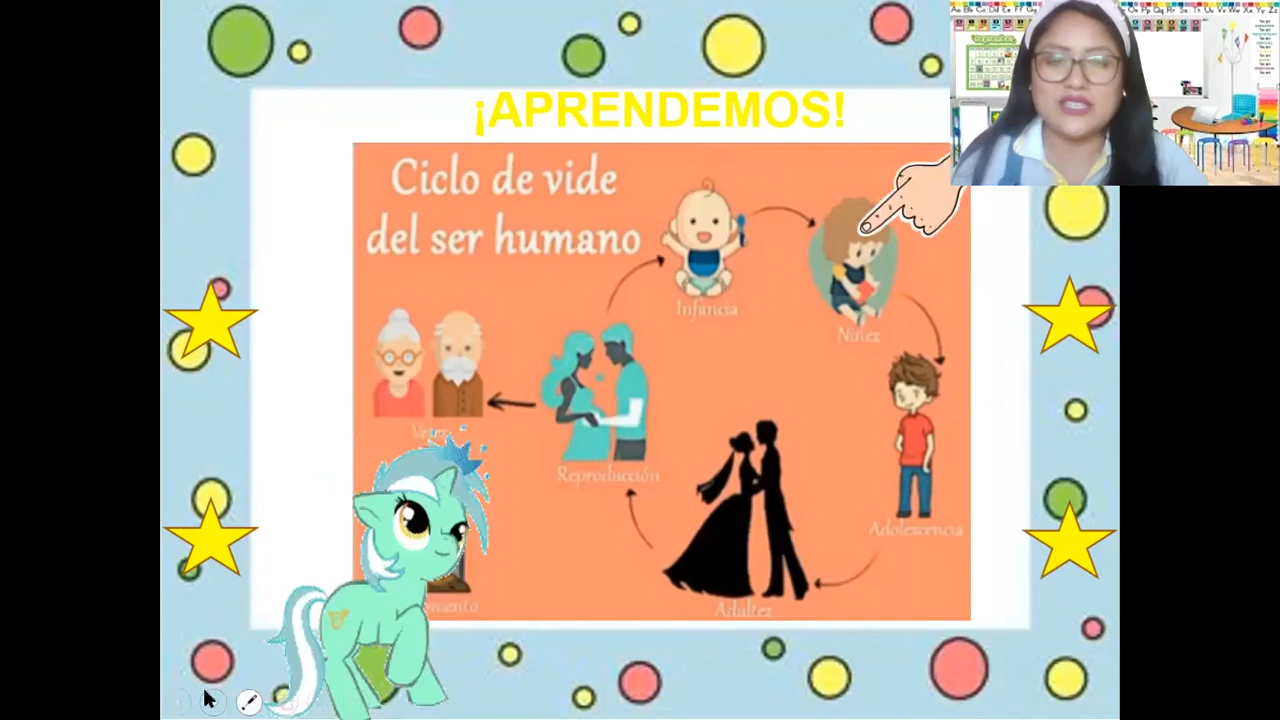 ¡APRENDEMOS!
Ciclo de vide
del ser humano
Infancia
Niñez
Adolescencia
Adultez
Reproducción